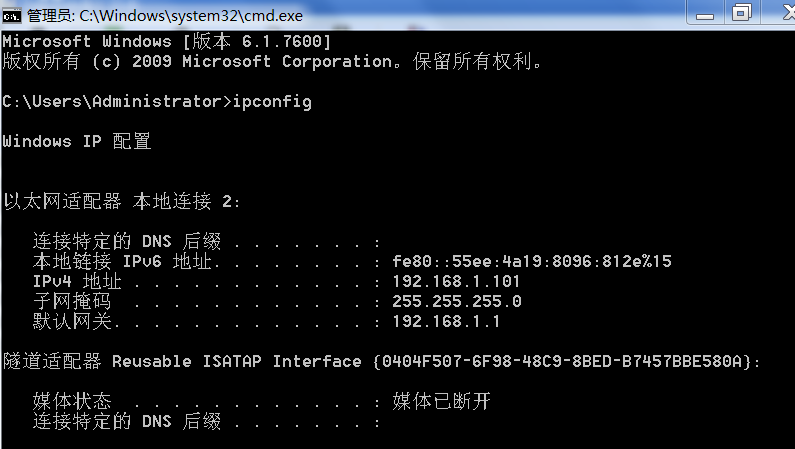 管理员: C:\Windows\system32\cmd.exe
Microsoft Windows [版本 6.1.7600]
版权所有 (c) 2009 Microsoft Corporation。保留所有权利。
C:\Users\Administrator>ipconfig
Windows IP 配置
以太网适配器 本地连接 2:
连接特定的 DNS 后缀 . . . . . . . :
本地链接 IPv6 地址. . . . . . . . : fe80::55ee:4a19:8096:812e%15
IPv4 地址 . . . . . . . . . . . . : 192.168.1.101
子网掩码 . . . . . . . . . . . . : 255.255.255.0
默认网关. . . . . . . . . . . . . : 192.168.1.1
隧道适配器 Reusable ISATAP Interface {0404F507-6F98-48C9-8BED-B7457BBE580A}:
媒体状态 . . . . . . . . . . . . : 媒体已断开
连接特定的 DNS 后缀 . . . . . . . :